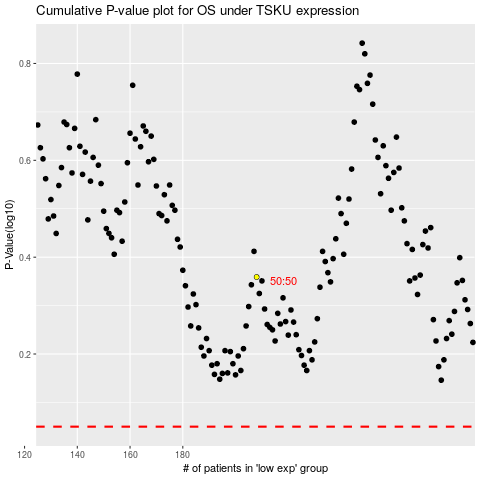 Cumulative P-value plot for OS under TSKU expression
P-Value(log10)
0.8
0.6
0.4
0.2
50:50
120 140 160 180
# of patients in 'low exp' group